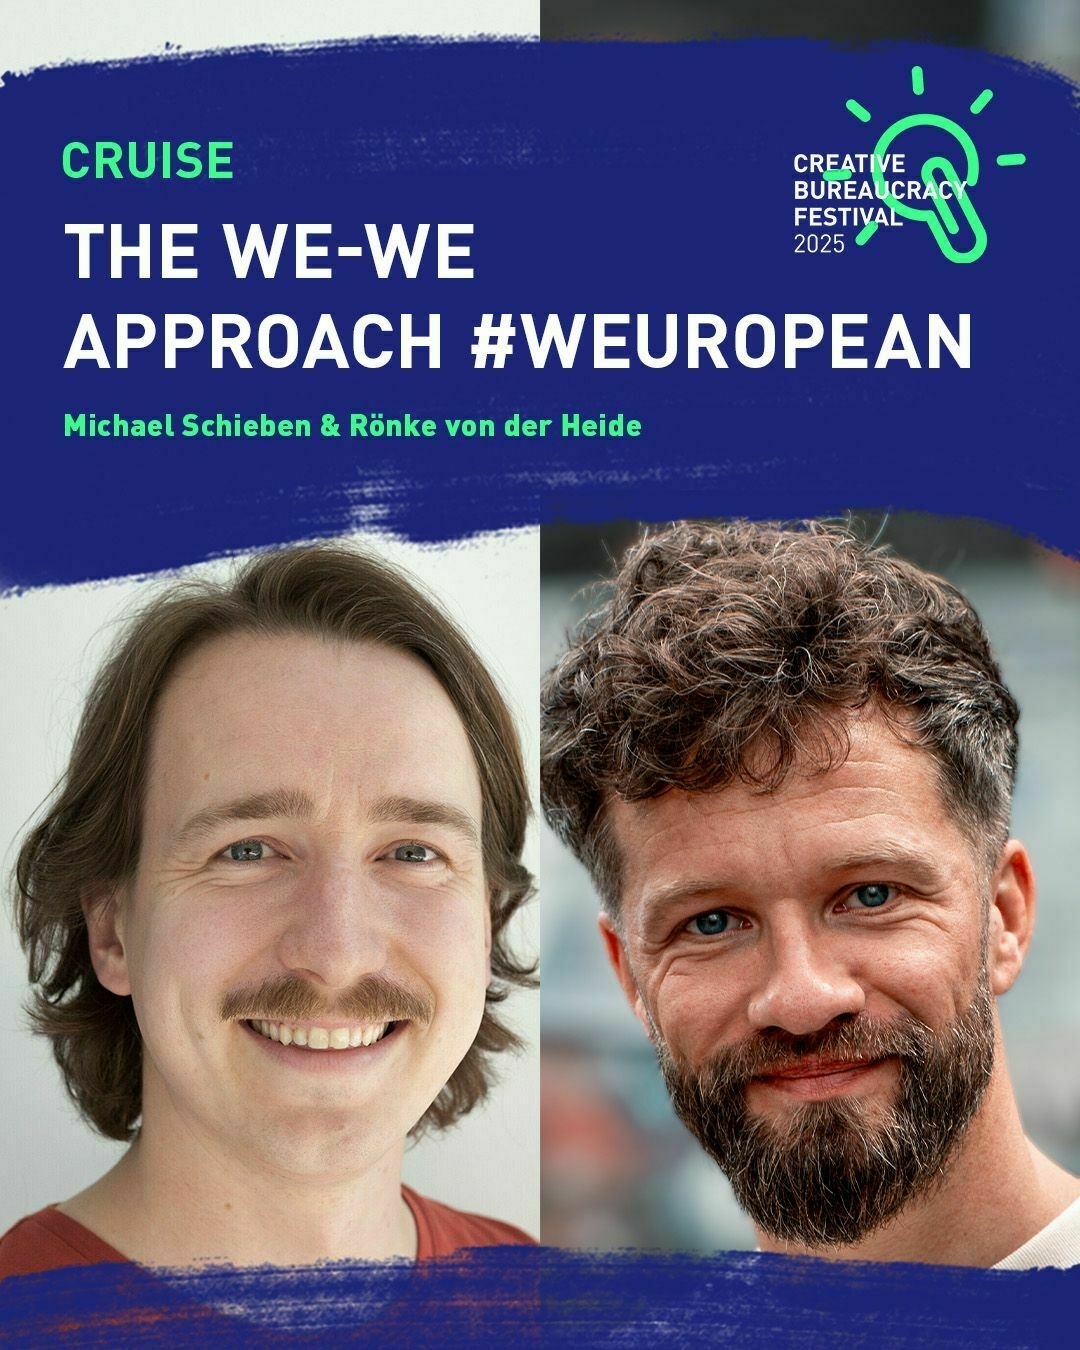 CRUISE
THE WE-WE
APPROACH #WEUROPEAN
Michael Schieben & Rönke von der Heide
CREATIVE
BUREAUCRACY
FESTIVAL
2025